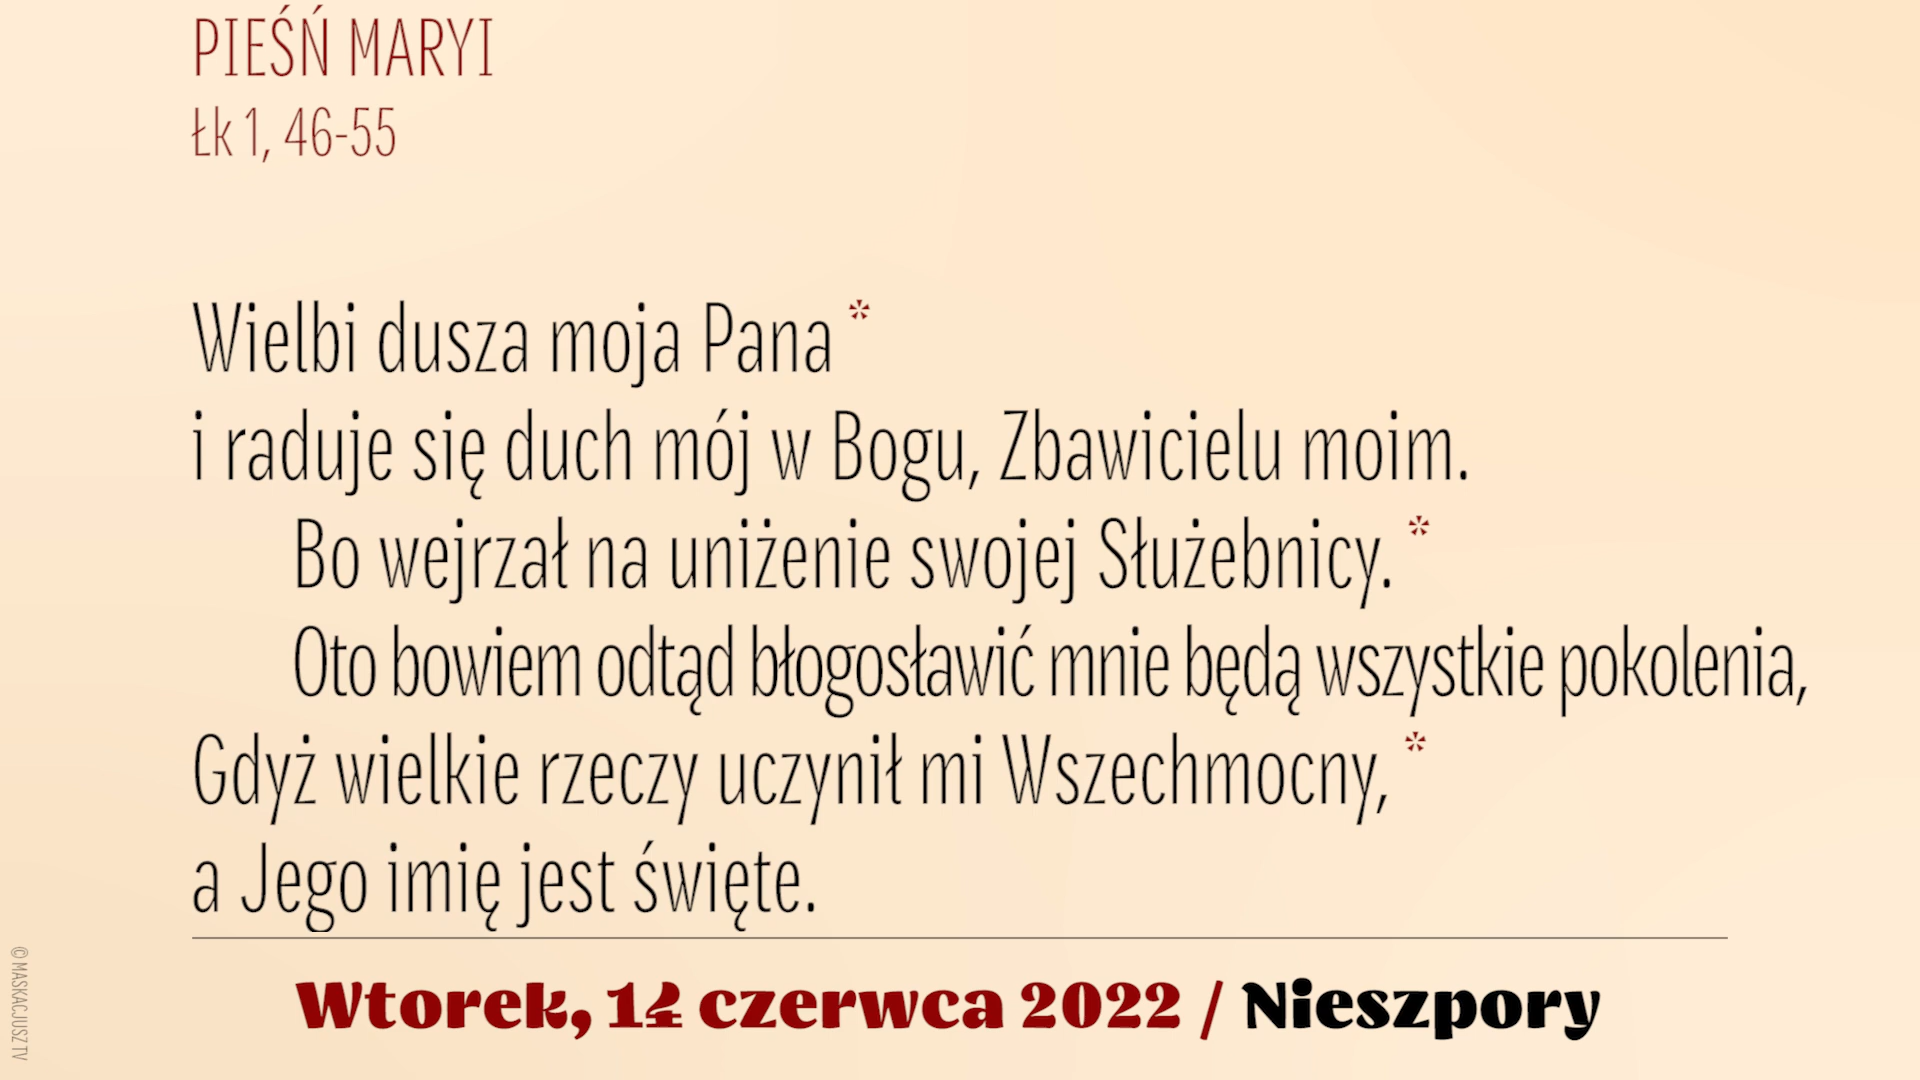 PIEŚŃ MARYI
Łk 1, 46-55
Wielbi dusza moja Pana *
i raduje się duch mój w Bogu, Zbawicielu moim.
Bo wejrzał na uniżenie swojej Służebnicy. *
Oto bowiem odtąd błogosławić mnie będą wszystkie pokolenia,
Gdyż wielkie rzeczy uczynił mi Wszechmocny, *
a Jego imię jest święte.
Wtorek, 14 czerwca 2022 / Nieszpory
© MASKACJUSZ TV